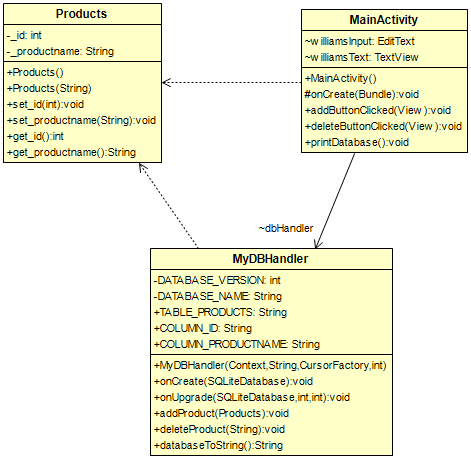 Products
-_id: int
-_productname: String
+Products()
+Products(String)
+set_id(int):void
+set_productname(String):void
+get_id():int
+get_productname():String
MainActivity
~williamsInput: EditText
~williamsText: TextView
+MainActivity()
#onCreate(Bundle):void
+addButtonClicked(View ):void
+deleteButtonClicked(View ):void
+printDatabase():void
~dbHandler
MyDBHandler
-DATABASE_VERSION: int
-DATABASE_NAME: String
+TABLE_PRODUCTS: String
+COLUMN_ID: String
+COLUMN_PRODUCTNAME: String
+MyDBHandler(Context,String,CursorFactory,int)
+onCreate(SQLiteDatabase):void
+onUpgrade(SQLiteDatabase,int,int):void
+addProduct(Products):void
+deleteProduct(String):void
+databaseToString():String